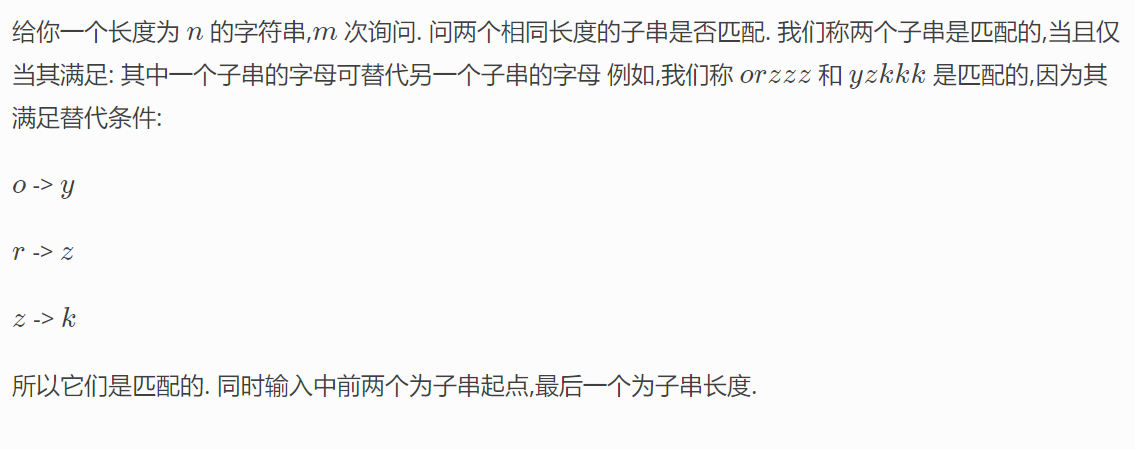 给你一个长度为 n 的字符串,m 次询问. 问两个相同长度的子串是否匹配. 我们称两个子串是匹配的,当且仅
当其满足: 其中一个子串的字母可替代另一个子串的字母 例如,我们称 orzzz 和 yzkkk 是匹配的,因为其
满足替代条件:
o -> y
r -> z
z -> k
所以它们是匹配的. 同时输入中前两个为子串起点,最后一个为子串长度.